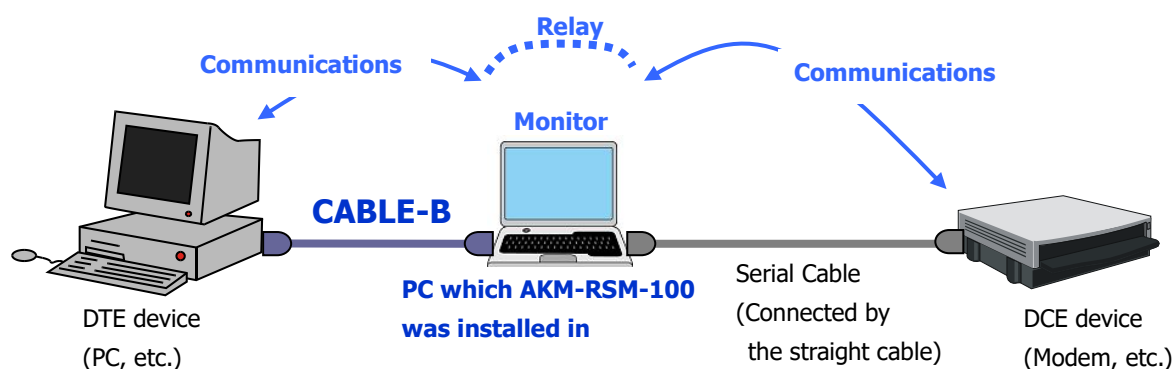 Relay
Communications
Communications
Monitor
CABLE-B
PC which AKM-RSM-100
was installed in
Serial Cable
(Connected by
the straight cable)
DTE device
(PC, etc.)
DCE device
(Modem, etc.)